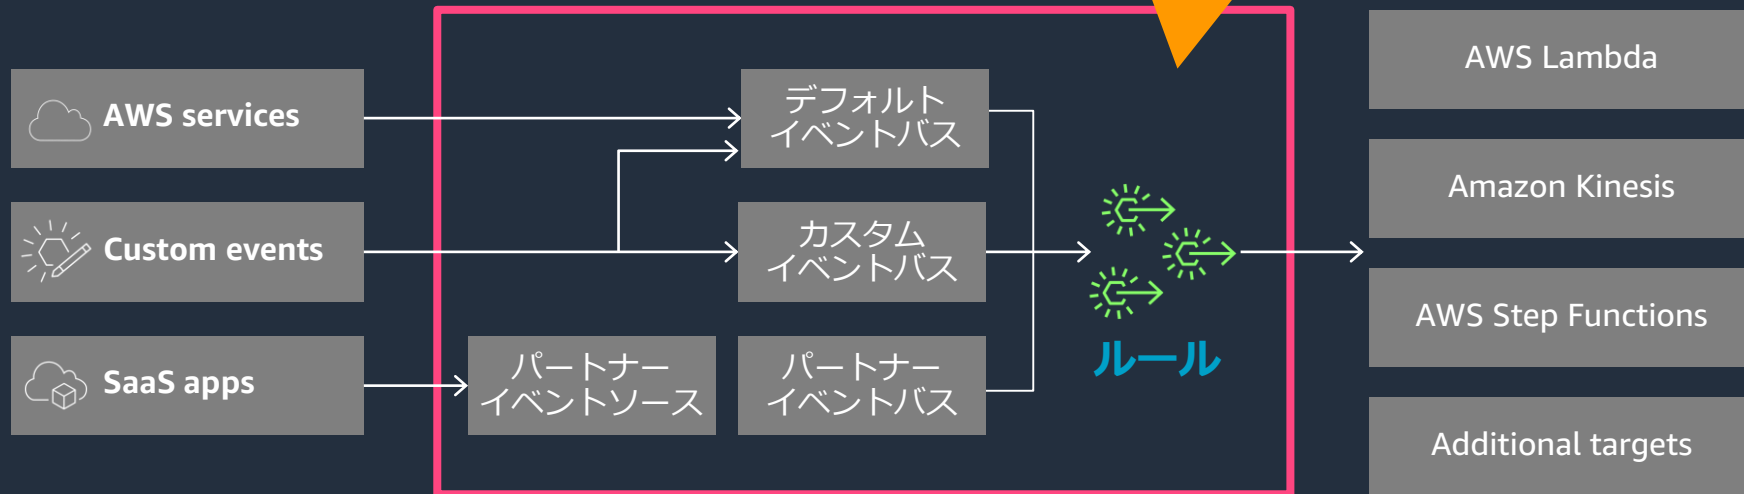 AWS services
Custom events
SaaS apps
パートナー
イベントソース
デフォルト
イベントバス
カスタム
イベントバス
パートナー
イベントバス
ルール
AWS Lambda
Amazon Kinesis
AWS Step Functions
Additional targets